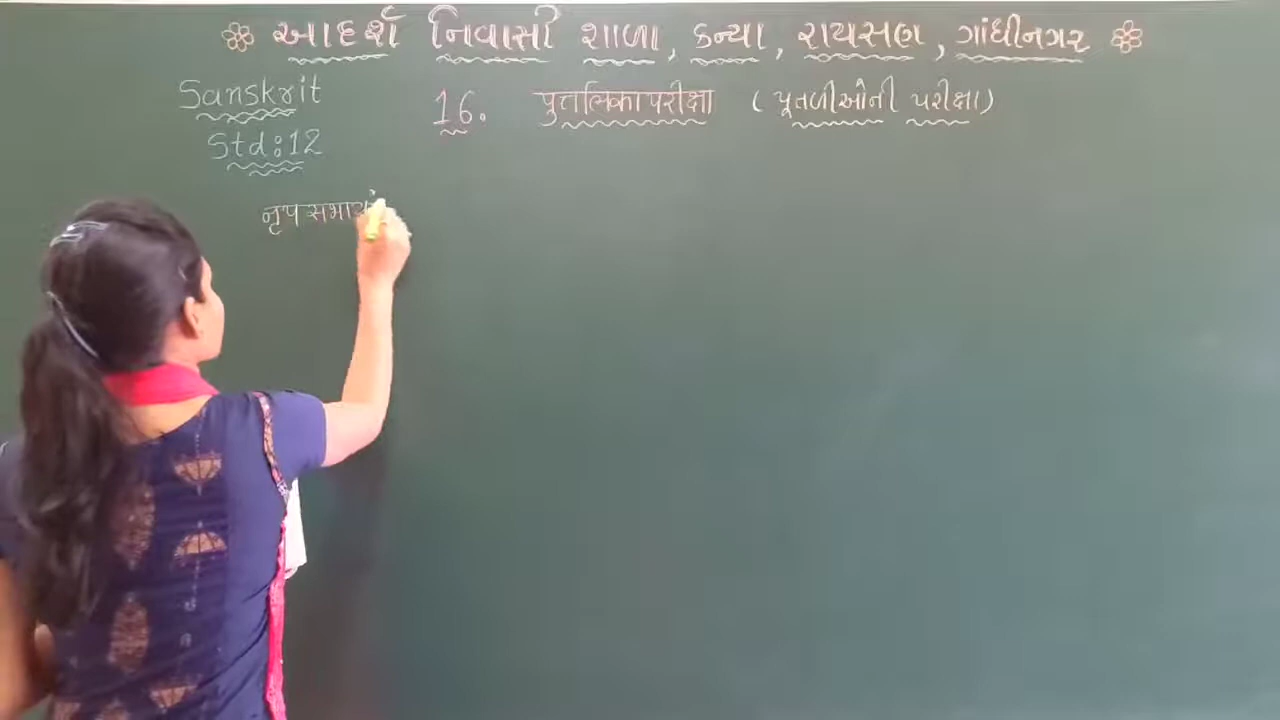 આદર્શ નિવાસી શાળા, કન્યા, રાયસણ, ગાંધીનગર
Sanskrit 16. पुत्तलिकापरीक्षा (પૂતળીઓની પરીક્ષા)
Std:12
नृपसभायां